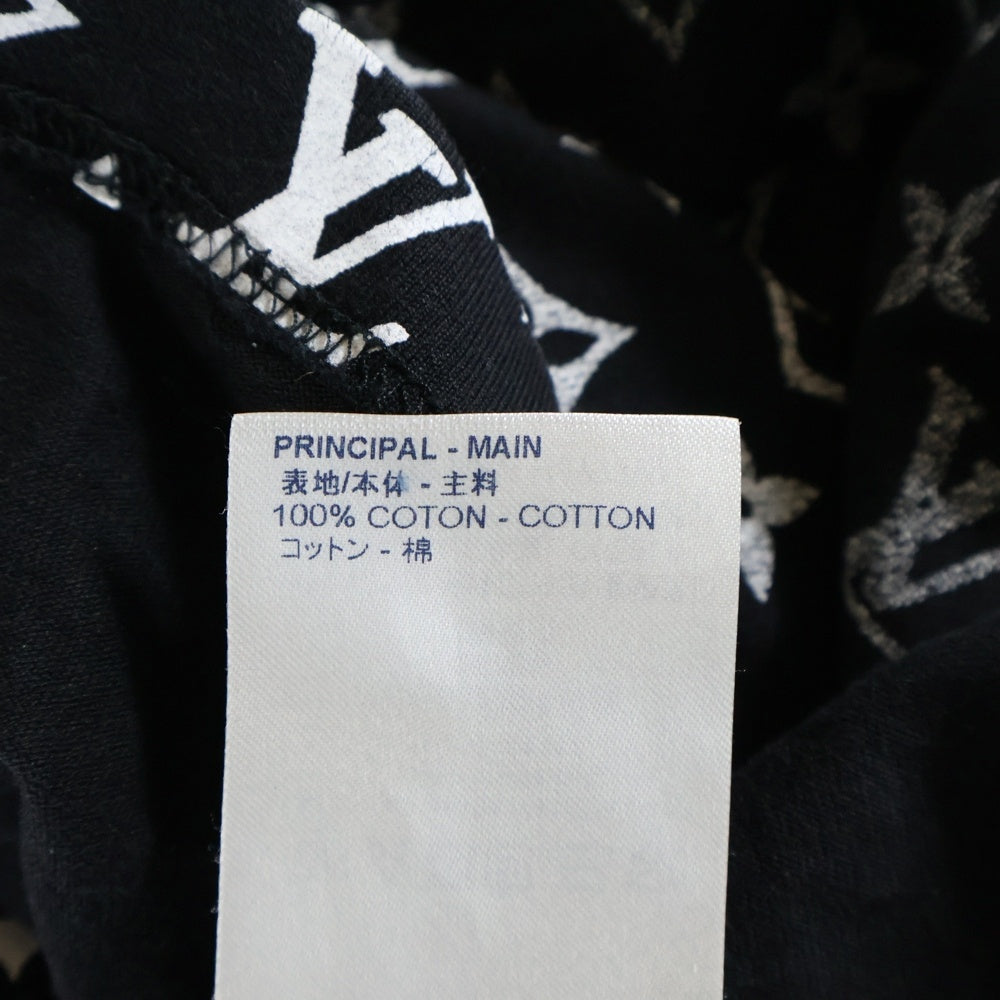 PRINCIPAL - MAIN
表地/本体 - 主料
100% COTON - COTTON
コットン - 棉